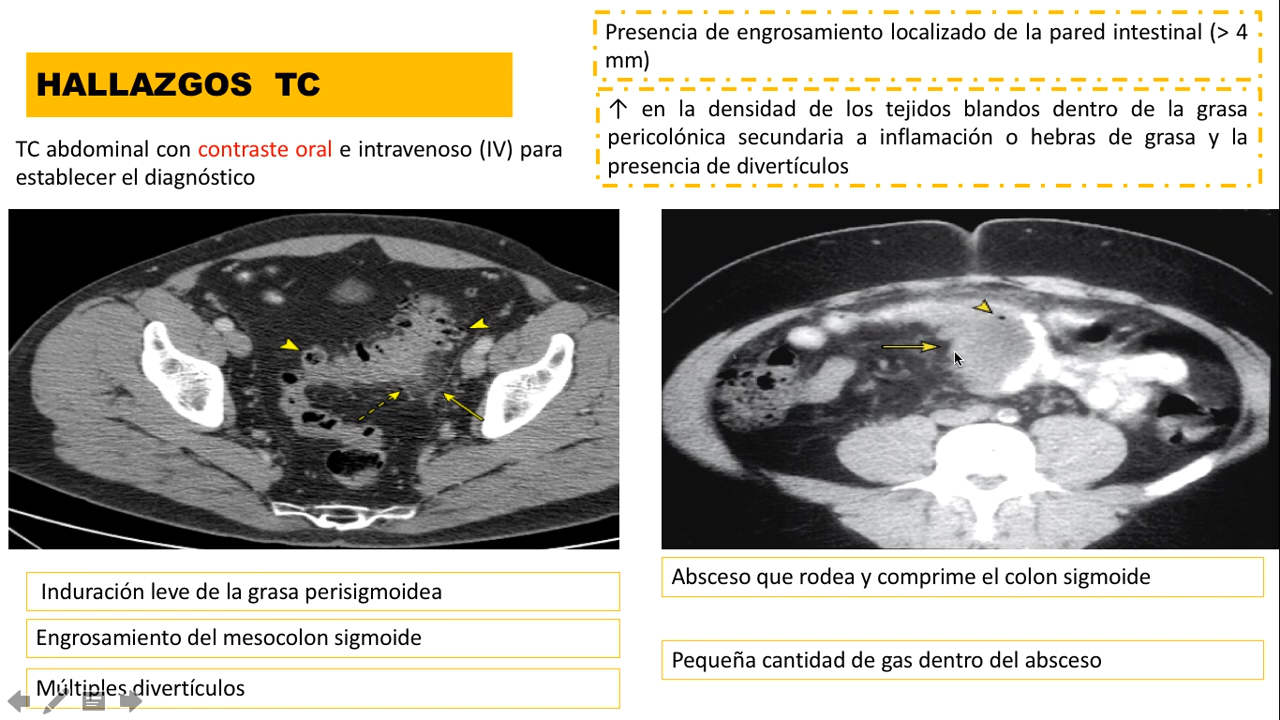 HALLAZGOS TC
TC abdominal con contraste oral e intravenoso (IV) para
establecer el diagnóstico
Presencia de engrosamiento localizado de la pared intestinal (> 4
mm)
↑ en la densidad de los tejidos blandos dentro de la grasa
pericolónica secundaria a inflamación o hebras de grasa y la
presencia de divertículos
Induración leve de la grasa perisigmoidea
Engrosamiento del mesocolon sigmoide
Múltiples divertículos
Absceso que rodea y comprime el colon sigmoide
Pequeña cantidad de gas dentro del absceso